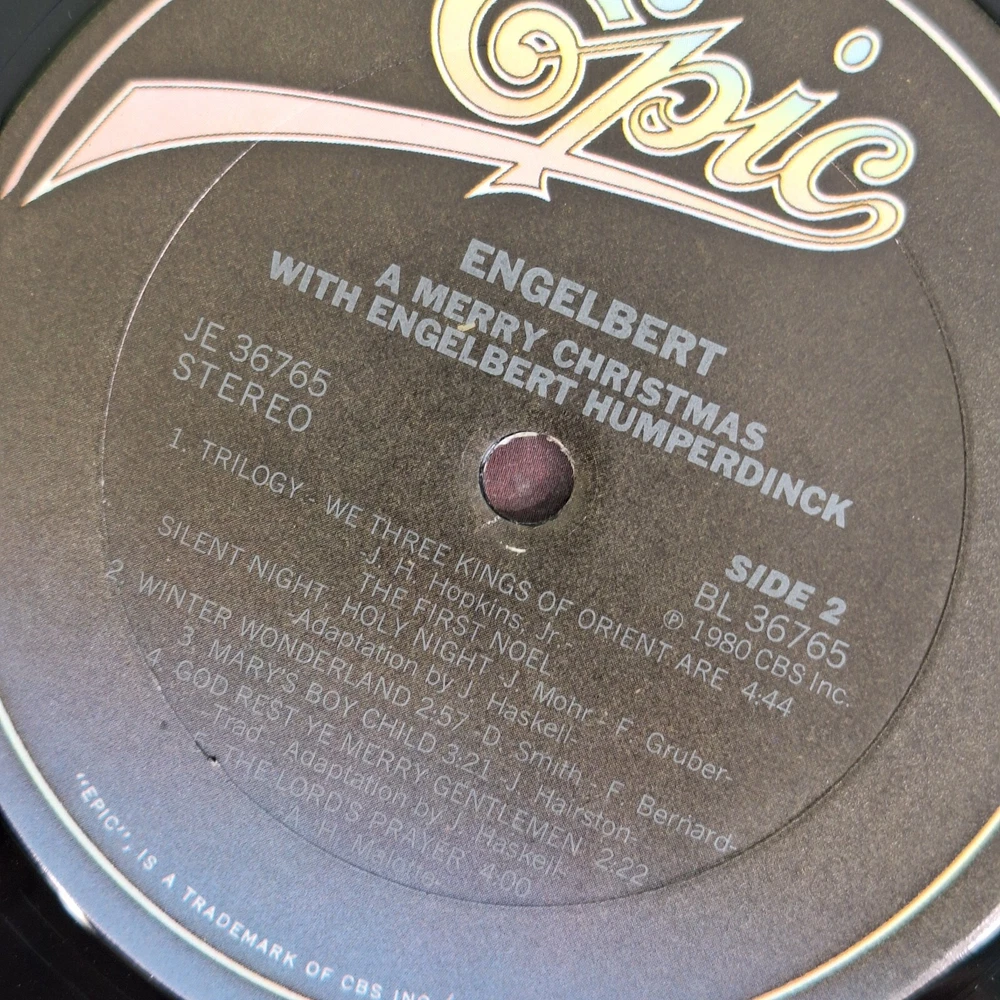 Epic
ENGELBERT
A MERRY CHRISTMAS
WITH ENGELBERT HUMPERDINCK
JE 36765
STEREO
SIDE 2
BL 36765
℗ 1980 CBS Inc.
1. TRILOGY - WE THREE KINGS OF ORIENT ARE 4:44
-J. H. Hopkins, Jr.-
THE FIRST NOEL
SILENT NIGHT, HOLY NIGHT -J. Mohr - F. Gruber-
-Adaptation by J. Haskell-
2. WINTER WONDERLAND 2:57 -D. Smith - F. Bernard-
3. MARY'S BOY CHILD 3:21 -J. Hairston-
4. GOD REST YE MERRY GENTLEMEN 2:22
-Trad. - Adaptation by J. Haskell-
5. THE LORD'S PRAYER 4:00
-A. H. Malotte-
"EPIC", IS A TRADEMARK OF CBS INC.